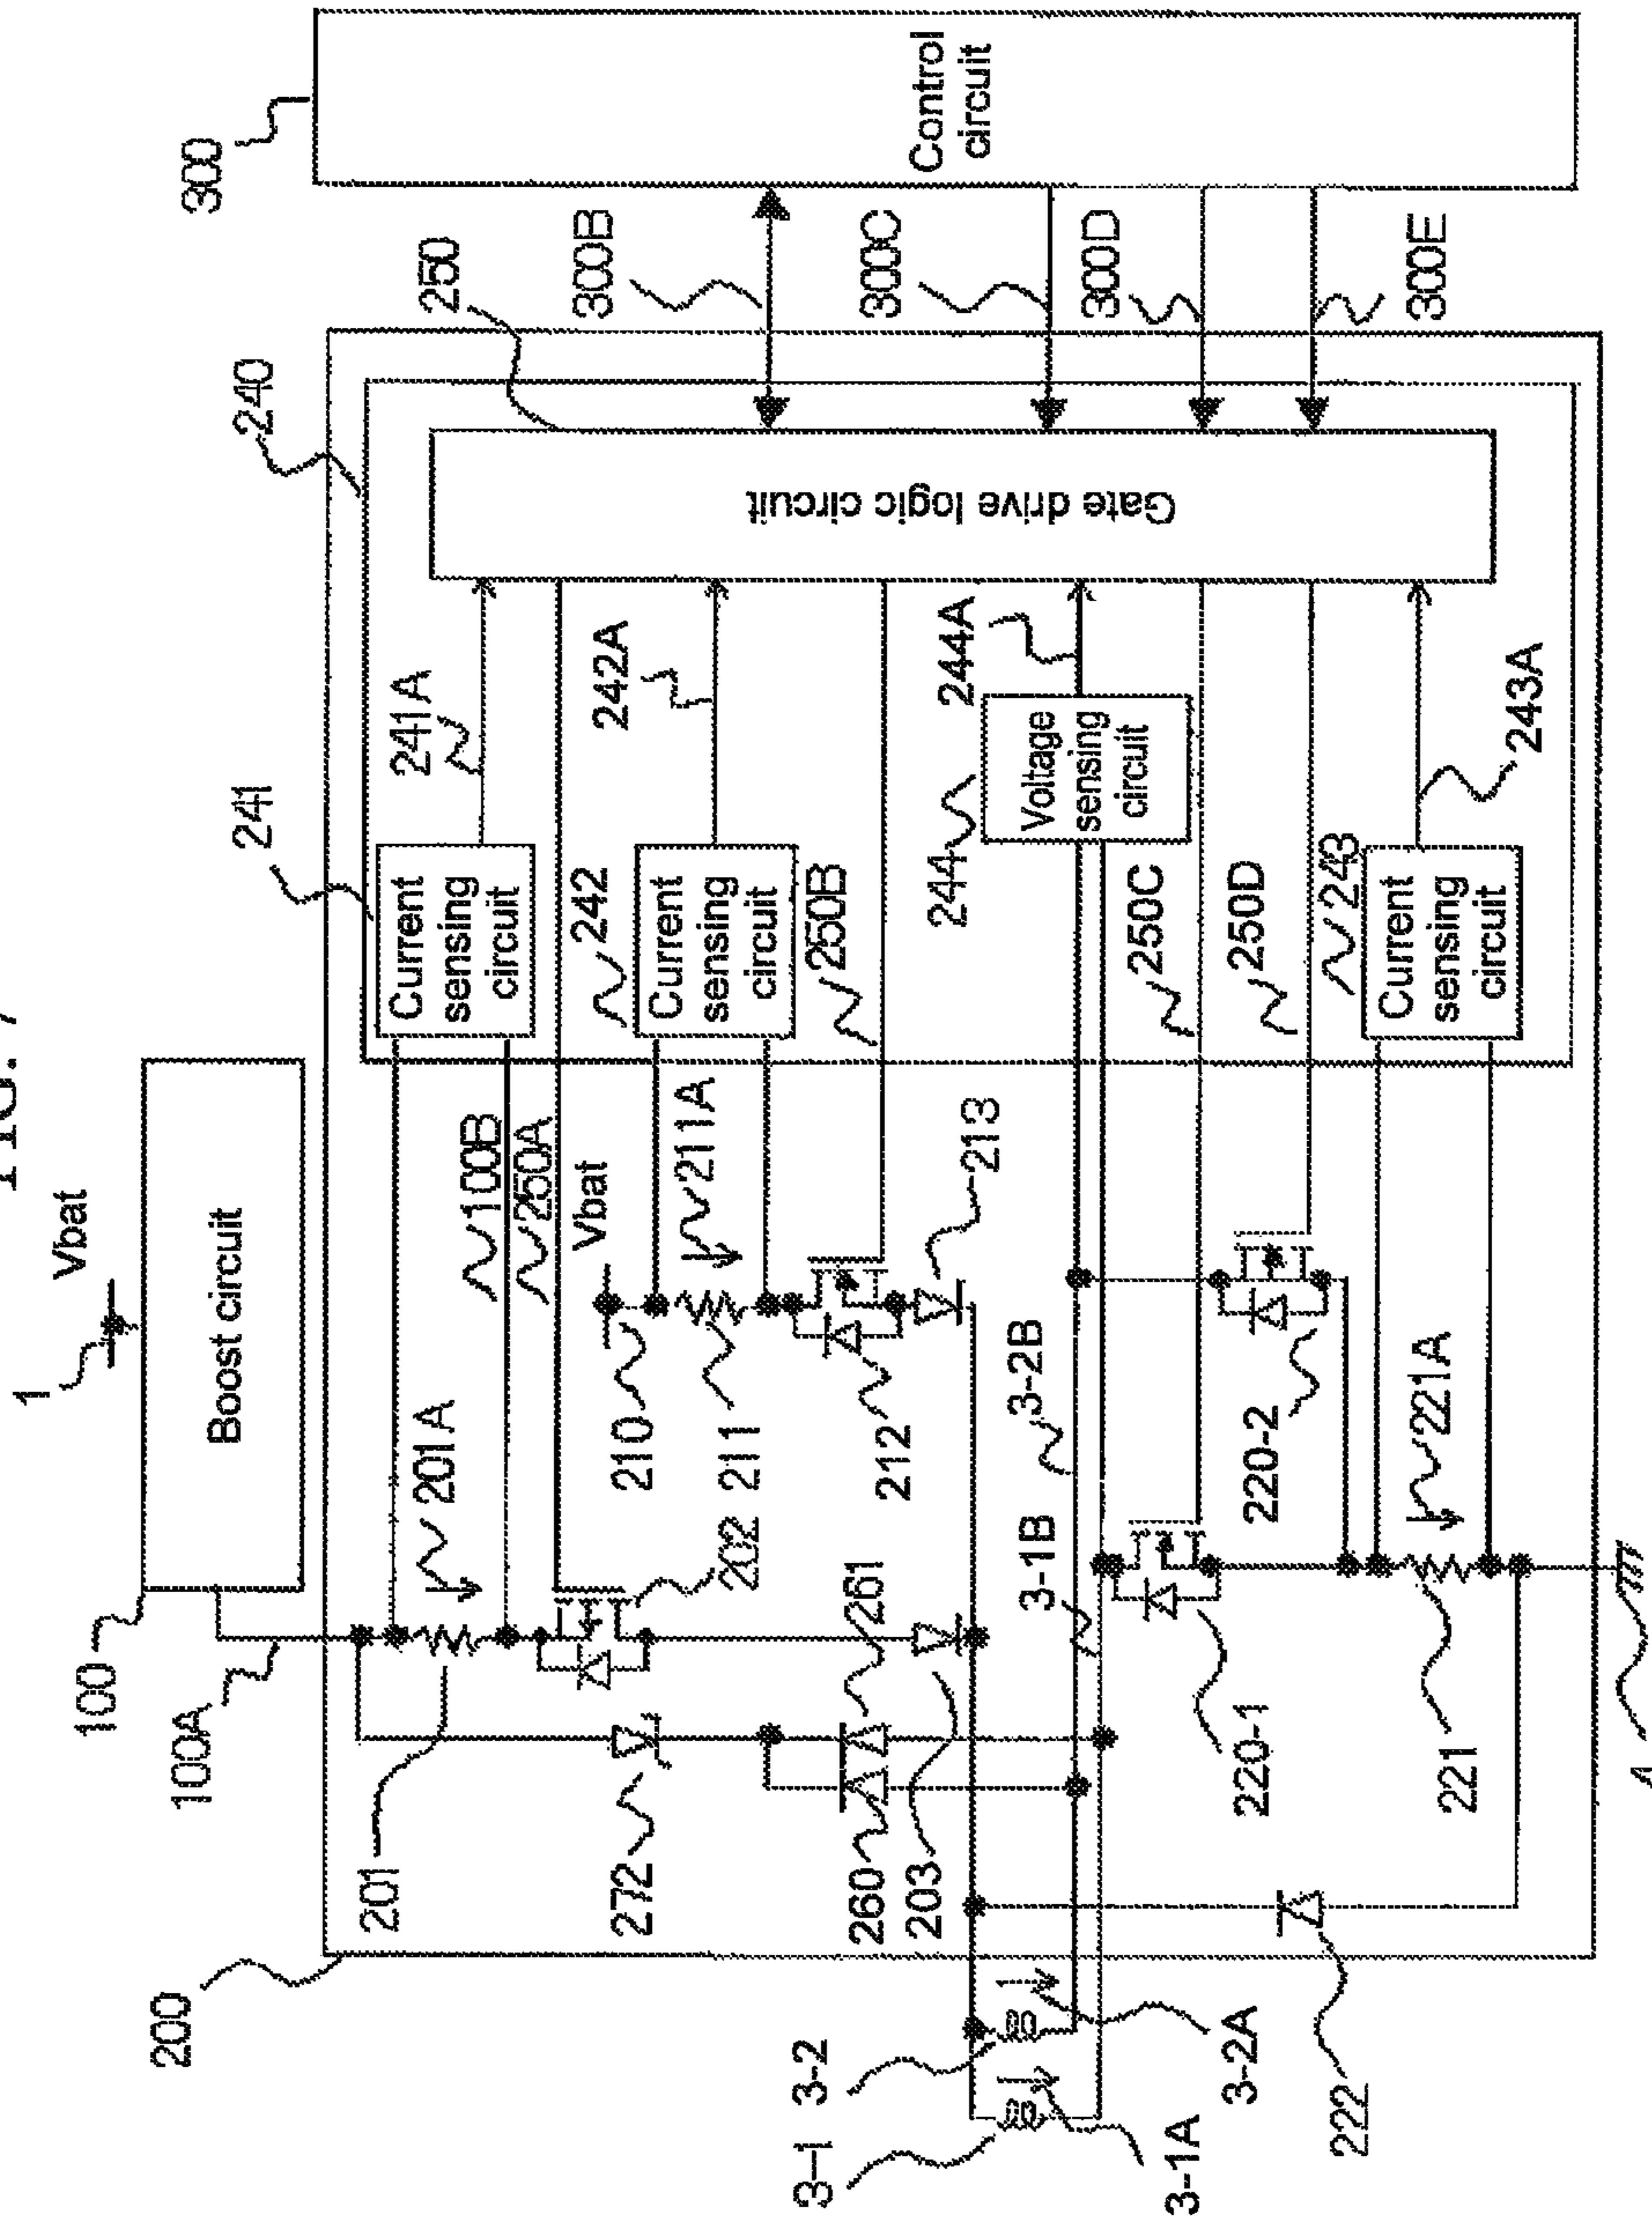 FIG. 7
1
Vbat
100
Boost circuit
100A
200
201
201A
100B
250A
241
Current
sensing
circuit
241A
240
250
300
Control
circuit
Gate drive logic circuit
300B
300C
300D
300E
242
Current
sensing
circuit
242A
Vbat
210
211
211A
212
213
250B
202
272
260
261
203
244
Voltage
sensing
circuit
244A
3-1B
3-2B
250C
250D
243
Current
sensing
circuit
243A
220-1
220-2
221
221A
3-1
3-2
3-1A
3-2A
222
4